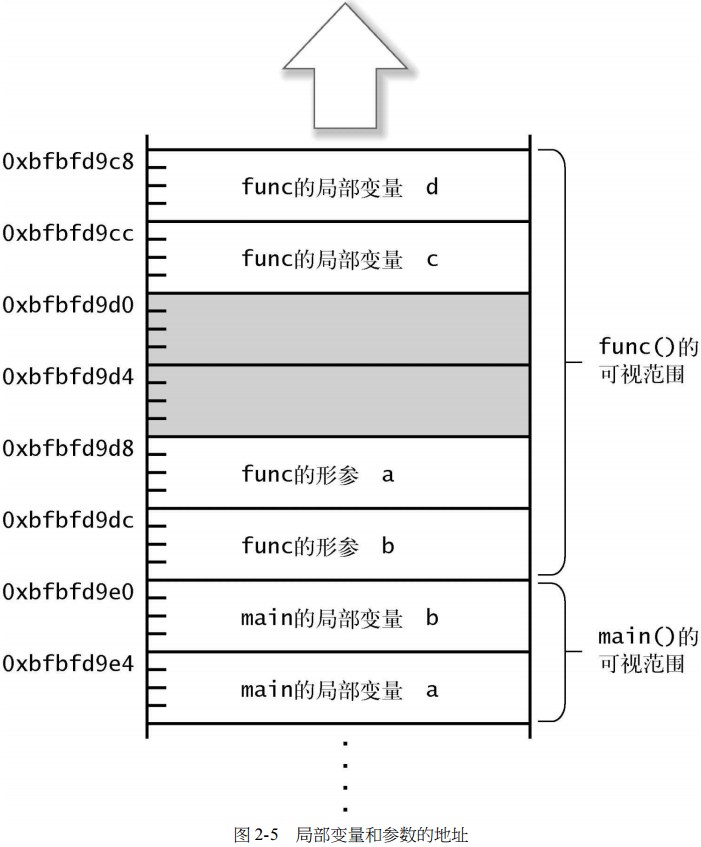 0xbfbfd9c8
func的局部变量 d
0xbfbfd9cc
func的局部变量 c
0xbfbfd9d0
0xbfbfd9d4
func()的
可视范围
0xbfbfd9d8
func的形参 a
0xbfbfd9dc
func的形参 b
0xbfbfd9e0
main的局部变量 b
main()的
可视范围
0xbfbfd9e4
main的局部变量 a
图 2-5 局部变量和参数的地址